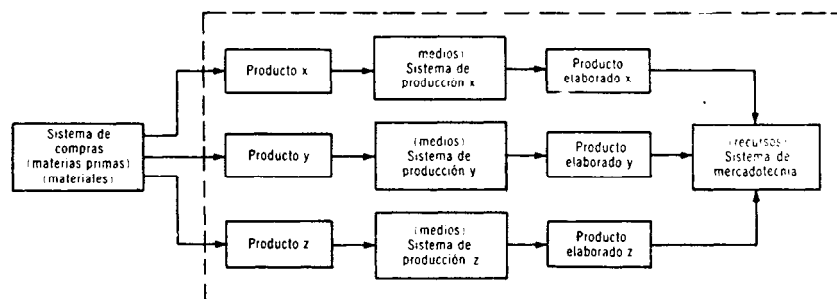 Producto x
(medios)
Sistema de
producción x
Producto
elaborado x
Sistema de
compras
(materias primas)
(materiales)
Producto y
(medios)
Sistema de
producción y
Producto
elaborado y
(recursos)
Sistema de
mercadotecnia
Producto z
(medios)
Sistema de
producción z
Producto
elaborado z